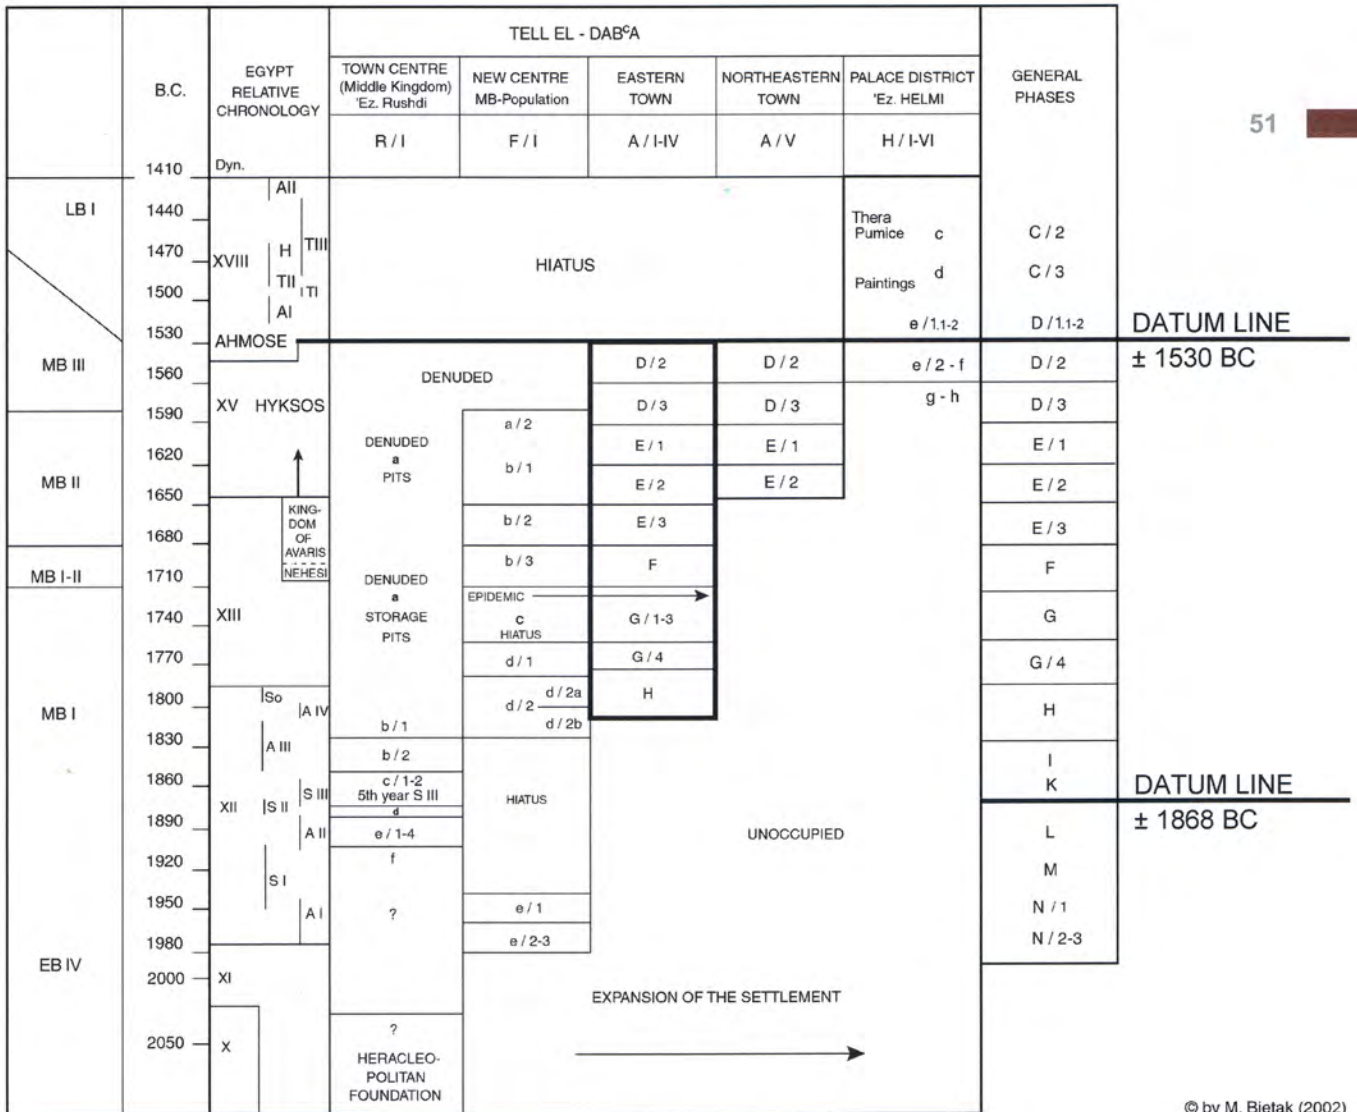 TELL EL - DABᶜA
B.C.
EGYPT
RELATIVE
CHRONOLOGY
Dyn.
TOWN CENTRE
(Middle Kingdom)
'Ez. Rushdi
R / I
NEW CENTRE
MB-Population
F / I
EASTERN
TOWN
A / I-IV
NORTHEASTERN
TOWN
A / V
PALACE DISTRICT
'Ez. HELMI
H / I-VI
GENERAL
PHASES
51
LB I
MB III
MB II
MB I-II
MB I
EB IV
1410
1440
1470
1500
1530
1560
1590
1620
1650
1680
1710
1740
1770
1800
1830
1860
1890
1920
1950
1980
2000
2050
AII
TIII
XVIII
H
TII
TI
AI
AHMOSE
XV HYKSOS
KING-
DOM
OF
AVARIS
NEHESI
XIII
So
A IV
A III
S III
XII
S II
A II
S I
A I
XI
X
HIATUS
DENUDED
DENUDED
a
PITS
DENUDED
a
STORAGE
PITS
b / 1
b / 2
c / 1-2
5th year S III
d
e / 1-4
f
?
?
HERACLEO-
POLITAN
FOUNDATION
a / 2
b / 1
b / 2
b / 3
EPIDEMIC
c
HIATUS
d / 1
d / 2
d / 2a
d / 2b
HIATUS
e / 1
e / 2-3
D / 2
D / 3
E / 1
E / 2
E / 3
F
G / 1-3
G / 4
H
D / 2
D / 3
E / 1
E / 2
UNOCCUPIED
EXPANSION OF THE SETTLEMENT
Thera
Pumice c
d
Paintings
e / 1.1-2
e / 2 - f
g - h
C / 2
C / 3
D / 1.1-2
D / 2
D / 3
E / 1
E / 2
E / 3
F
G
G / 4
H
I
K
L
M
N / 1
N / 2-3
DATUM LINE
± 1530 BC
DATUM LINE
± 1868 BC
© by M. Bietak (2002)